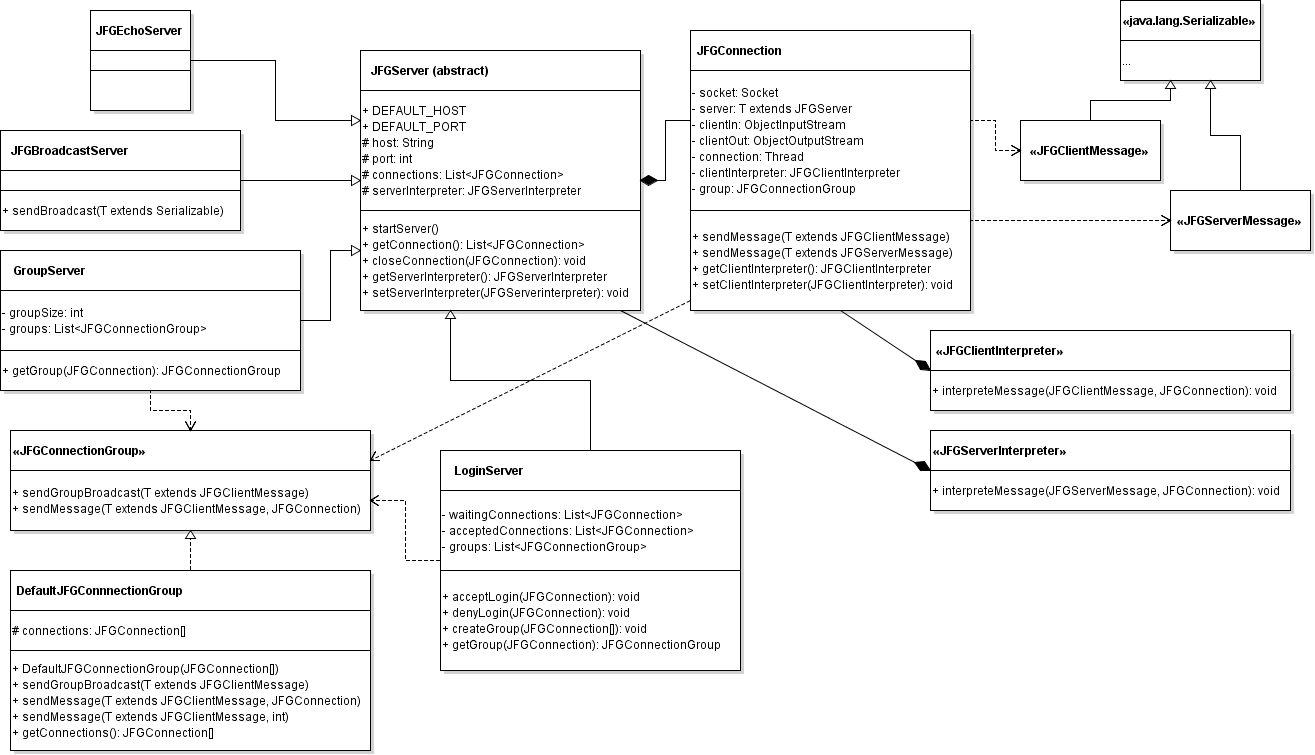 JFGEchoServer
JFGBroadcastServer
+ sendBroadcast(T extends Serializable)
GroupServer
- groupSize: int
- groups: List<JFGConnectionGroup>
+ getGroup(JFGConnection): JFGConnectionGroup
«JFGConnectionGroup»
+ sendGroupBroadcast(T extends JFGClientMessage)
+ sendMessage(T extends JFGClientMessage, JFGConnection)
DefaultJFGConnnectionGroup
# connections: JFGConnection[]
+ DefaultJFGConnectionGroup(JFGConnection[])
+ sendGroupBroadcast(T extends JFGClientMessage)
+ sendMessage(T extends JFGClientMessage, JFGConnection)
+ sendMessage(T extends JFGClientMessage, int)
+ getConnections(): JFGConnection[]
JFGServer (abstract)
+ DEFAULT_HOST
+ DEFAULT_PORT
# host: String
# port: int
# connections: List<JFGConnection>
# serverInterpreter: JFGServerInterpreter
+ startServer()
+ getConnection(): List<JFGConnection>
+ closeConnection(JFGConnection): void
+ getServerInterpreter(): JFGServerInterpreter
+ setServerInterpreter(JFGServerinterpreter): void
LoginServer
- waitingConnections: List<JFGConnection>
- acceptedConnections: List<JFGConnection>
- groups: List<JFGConnectionGroup>
+ acceptLogin(JFGConnection): void
+ denyLogin(JFGConnection): void
+ createGroup(JFGConnection[]): void
+ getGroup(JFGConnection): JFGConnectionGroup
JFGConnection
- socket: Socket
- server: T extends JFGServer
- clientIn: ObjectInputStream
- clientOut: ObjectOutputStream
- connection: Thread
- clientInterpreter: JFGClientInterpreter
- group: JFGConnectionGroup
+ sendMessage(T extends JFGClientMessage)
+ sendMessage(T extends JFGServerMessage)
+ getClientInterpreter(): JFGClientInterpreter
+ setClientInterpreter(JFGClientInterpreter): void
«java.lang.Serializable»
...
«JFGClientMessage»
«JFGServerMessage»
«JFGClientInterpreter»
+ interpreteMessage(JFGClientMessage, JFGConnection): void
«JFGServerInterpreter»
+ interpreteMessage(JFGServerMessage, JFGConnection): void